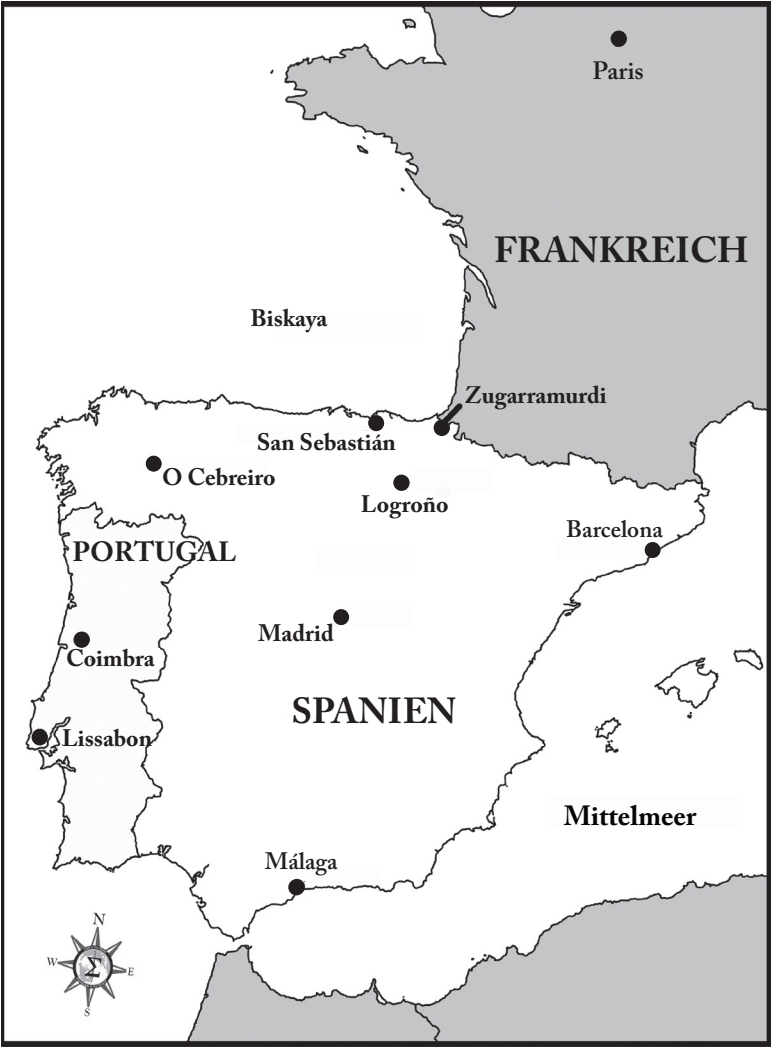 Paris
FRANKREICH
Biskaya
Zugarramurdi
San Sebastián
O Cebreiro
Logroño
Barcelona
PORTUGAL
Madrid
Coimbra
SPANIEN
Lissabon
Mittelmeer
Málaga
N
W
Σ
E
S